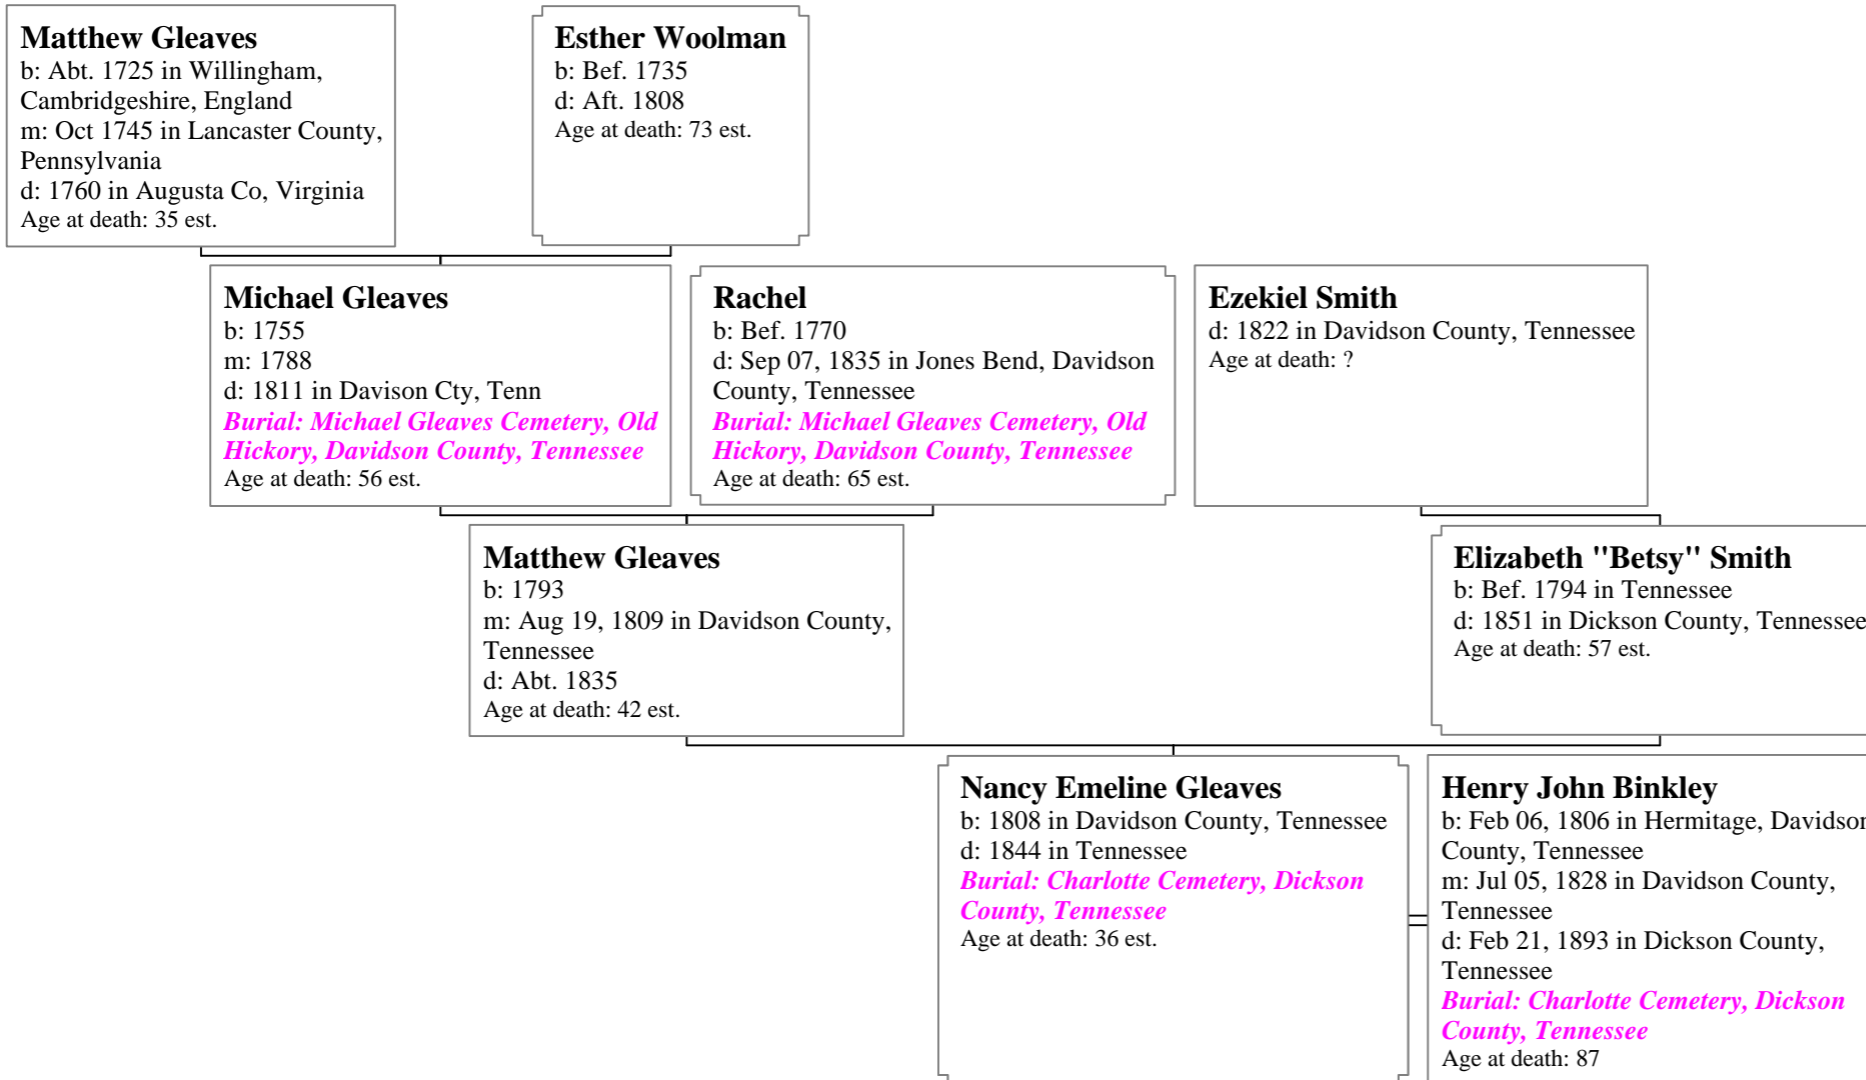 Matthew Gleaves
b: Abt. 1725 in Willingham,
Cambridgeshire, England
m: Oct 1745 in Lancaster County,
Pennsylvania
d: 1760 in Augusta Co, Virginia
Age at death: 35 est.
Esther Woolman
b: Bef. 1735
d: Aft. 1808
Age at death: 73 est.
Michael Gleaves
b: 1755
m: 1788
d: 1811 in Davison Cty, Tenn
Burial: Michael Gleaves Cemetery, Old
Hickory, Davidson County, Tennessee
Age at death: 56 est.
Rachel
b: Bef. 1770
d: Sep 07, 1835 in Jones Bend, Davidson
County, Tennessee
Burial: Michael Gleaves Cemetery, Old
Hickory, Davidson County, Tennessee
Age at death: 65 est.
Ezekiel Smith
d: 1822 in Davidson County, Tennessee
Age at death: ?
Matthew Gleaves
b: 1793
m: Aug 19, 1809 in Davidson County,
Tennessee
d: Abt. 1835
Age at death: 42 est.
Elizabeth "Betsy" Smith
b: Bef. 1794 in Tennessee
d: 1851 in Dickson County, Tennessee
Age at death: 57 est.
Nancy Emeline Gleaves
b: 1808 in Davidson County, Tennessee
d: 1844 in Tennessee
Burial: Charlotte Cemetery, Dickson
County, Tennessee
Age at death: 36 est.
Henry John Binkley
b: Feb 06, 1806 in Hermitage, Davidson
County, Tennessee
m: Jul 05, 1828 in Davidson County,
Tennessee
d: Feb 21, 1893 in Dickson County,
Tennessee
Burial: Charlotte Cemetery, Dickson
County, Tennessee
Age at death: 87